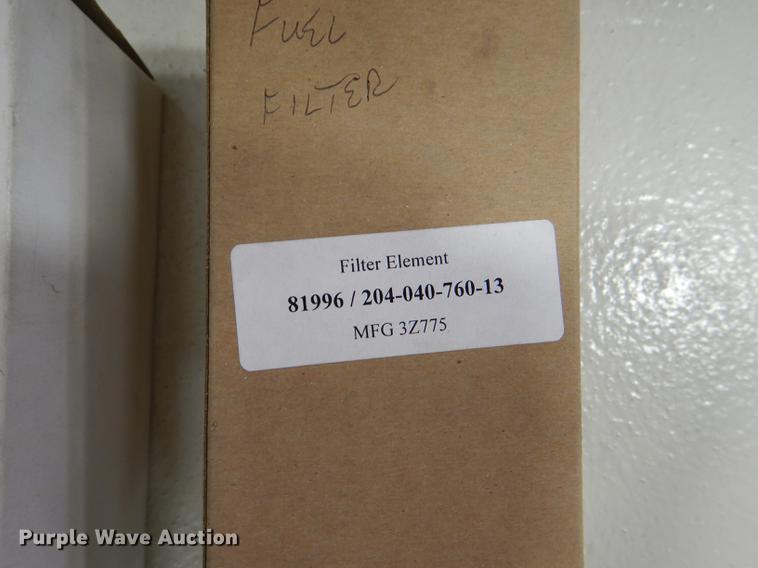 FUEL
FILTER
Filter Element
81996 / 204-040-760-13
MFG 3Z775
Purple Wave Auction